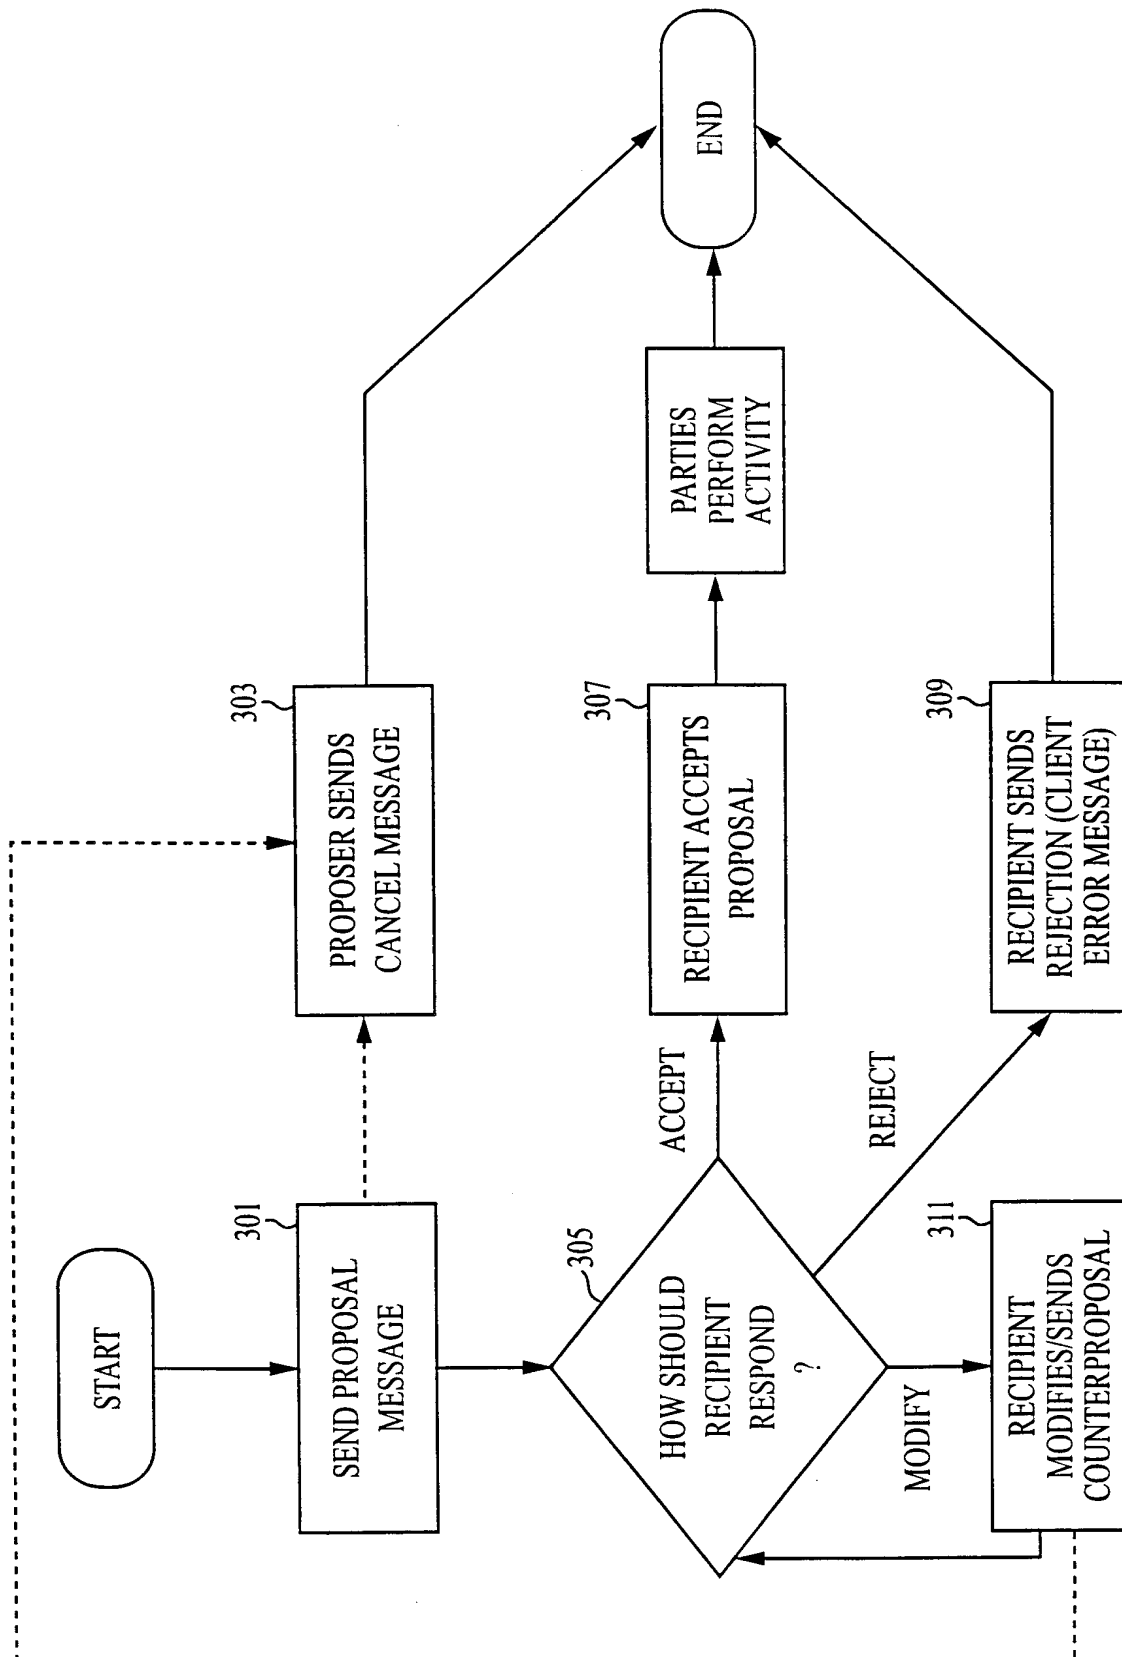 START
301
SEND PROPOSAL
MESSAGE
303
PROPOSER SENDS
CANCEL MESSAGE
305
HOW SHOULD
RECIPIENT
RESPOND
?
ACCEPT
307
RECIPIENT ACCEPTS
PROPOSAL
PARTIES
PERFORM
ACTIVITY
END
REJECT
309
RECIPIENT SENDS
REJECTION (CLIENT
ERROR MESSAGE)
MODIFY
311
RECIPIENT
MODIFIES/SENDS
COUNTERPROPOSAL